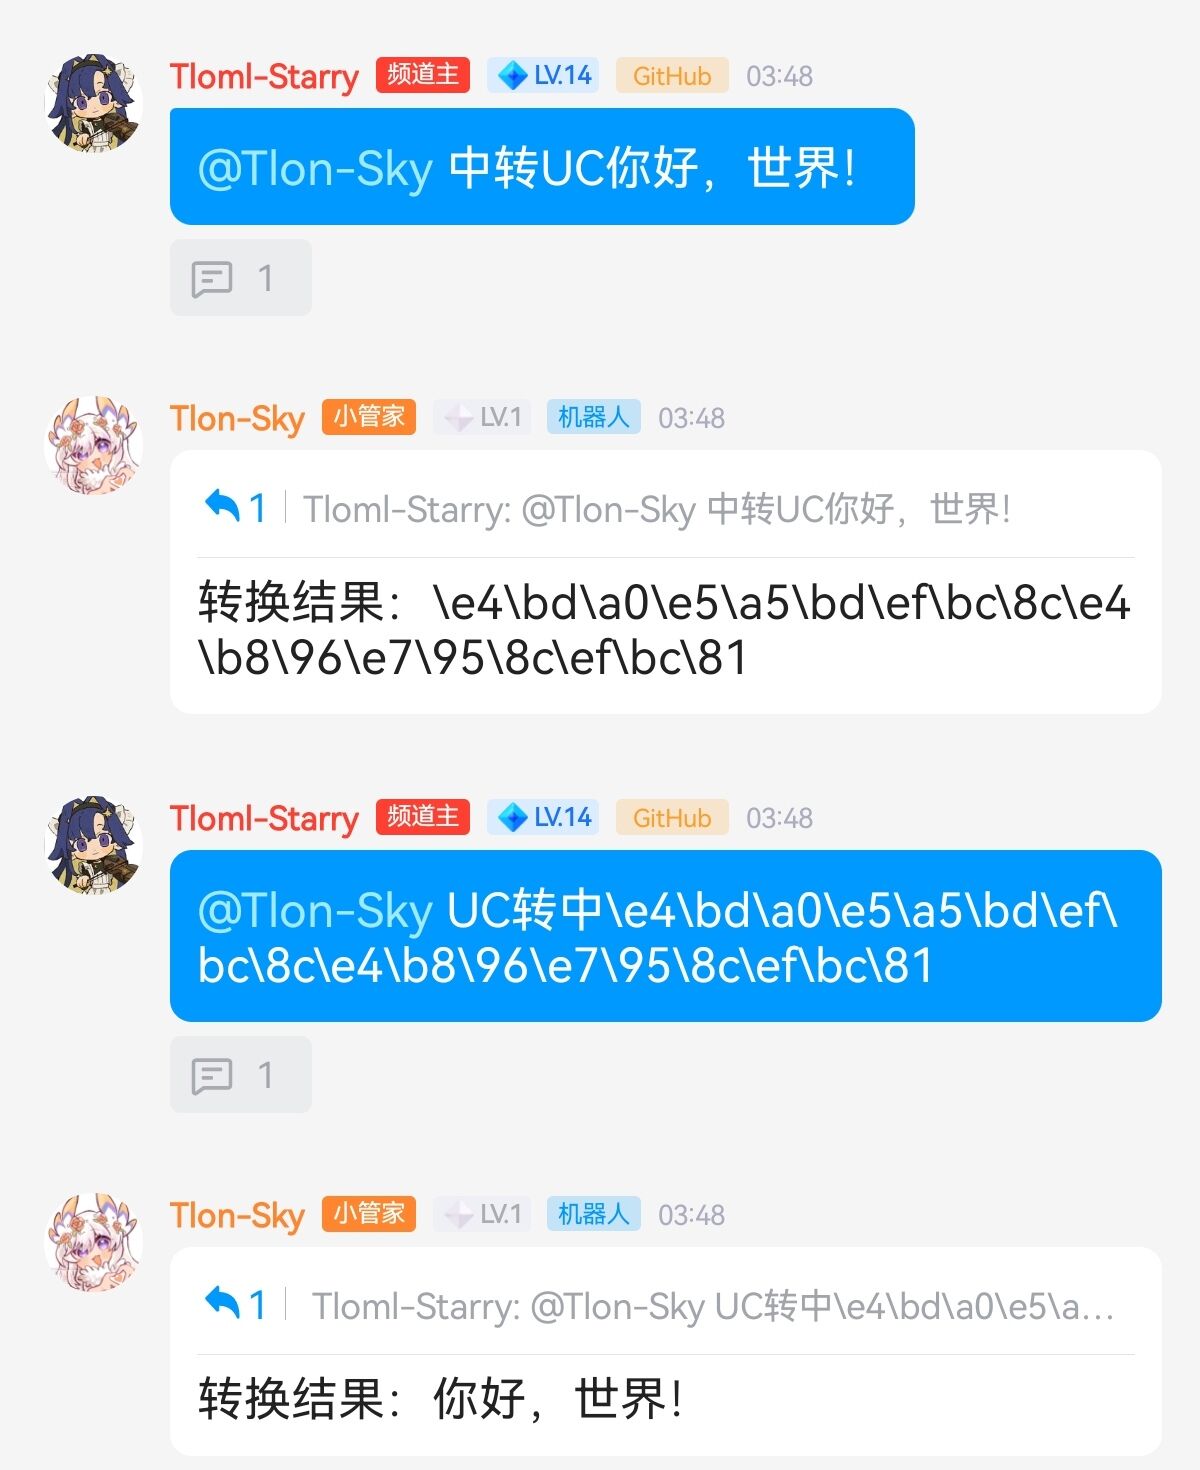 Tloml-Starry 频道主 LV.14 GitHub 03:48
@Tlon-Sky 中转UC你好，世界！
1
Tlon-Sky 小管家 LV.1 机器人 03:48
1 Tloml-Starry: @Tlon-Sky 中转UC你好，世界！
转换结果：\e4\bd\a0\e5\a5\bd\ef\bc\8c\e4
\b8\96\e7\95\8c\ef\bc\81
Tloml-Starry 频道主 LV.14 GitHub 03:48
@Tlon-Sky UC转中\e4\bd\a0\e5\a5\bd\ef\
bc\8c\e4\b8\96\e7\95\8c\ef\bc\81
1
Tlon-Sky 小管家 LV.1 机器人 03:48
1 Tloml-Starry: @Tlon-Sky UC转中\e4\bd\a0\e5\a...
转换结果：你好，世界！